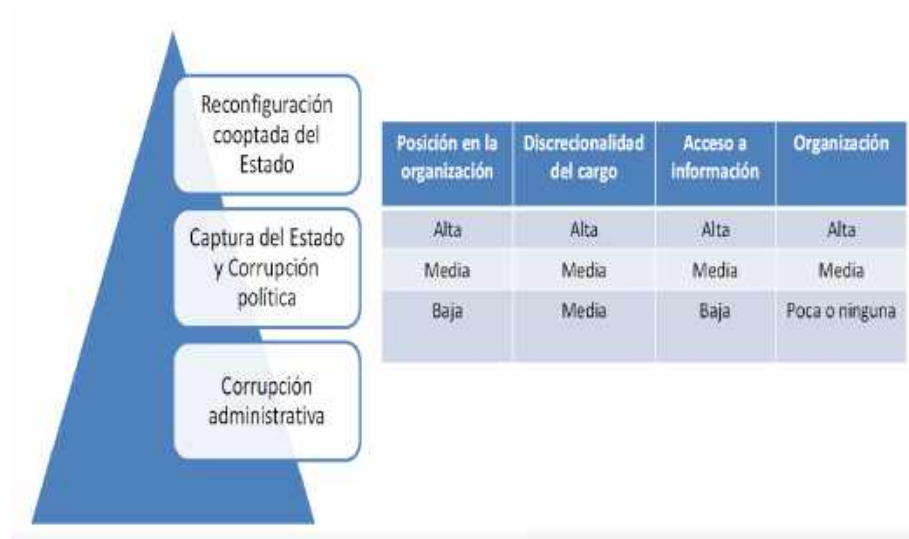 Reconfiguración
cooptada del
Estado
Captura del Estado
y Corrupción
política
Corrupción
administrativa
Posición en la organización | Discrecionalidad del cargo | Acceso a información | Organización
Alta | Alta | Alta | Alta
Media | Media | Media | Media
Baja | Media | Baja | Poca o ninguna